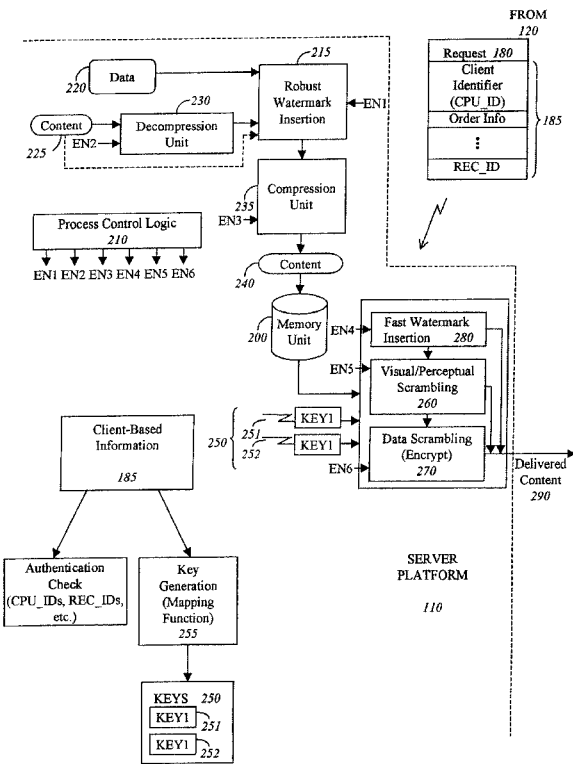 FROM
120
Request 180
Client
Identifier
(CPU_ID)
Order Info
⋮
REC_ID
185
215
Data
220
Robust
Watermark
Insertion
EN1
230
Content
225
EN2
Decompression
Unit
Compression
Unit
235
EN3
Process Control Logic
210
EN1 EN2 EN3 EN4 EN5 EN6
Content
240
Memory
Unit
200
EN4
Fast Watermark
Insertion 280
EN5
Visual/Perceptual
Scrambling
260
250
251
KEY1
252
KEY1
Data Scrambling
(Encrypt)
270
EN6
Delivered
Content
290
Client-Based
Information
185
Authentication
Check
(CPU_IDs, REC_IDs,
etc.)
Key
Generation
(Mapping
Function)
255
SERVER
PLATFORM
110
KEYS 250
KEY1
251
KEY1
252